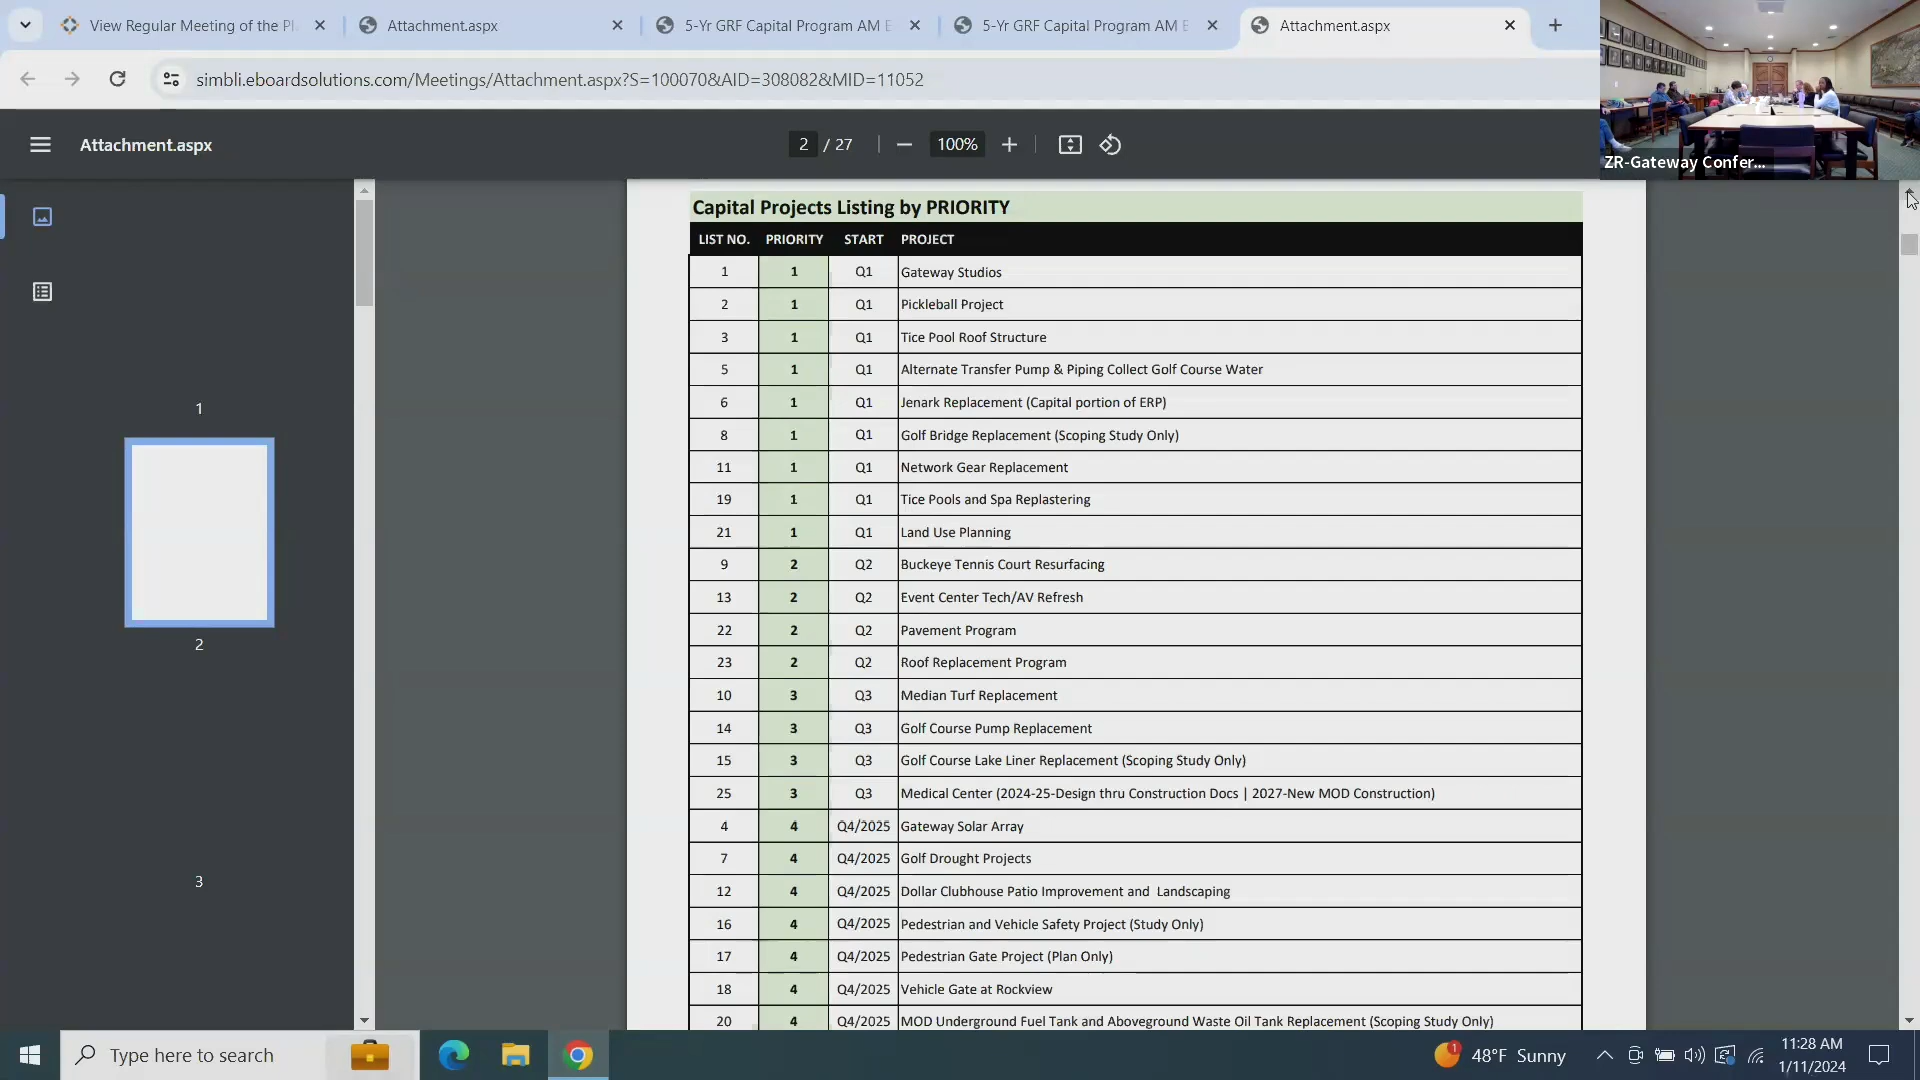 View Regular Meeting of the Pl
Attachment.aspx
5-Yr GRF Capital Program AM E
5-Yr GRF Capital Program AM E
Attachment.aspx
simbli.eboardsolutions.com/Meetings/Attachment.aspx?S=100070&AID=308082&MID=11052
Attachment.aspx
2 / 27
100%
ZR-Gateway Confer...
1
2
3
Capital Projects Listing by PRIORITY
LIST NO. PRIORITY START PROJECT
1 1 Q1 Gateway Studios
2 1 Q1 Pickleball Project
3 1 Q1 Tice Pool Roof Structure
5 1 Q1 Alternate Transfer Pump & Piping Collect Golf Course Water
6 1 Q1 Jenark Replacement (Capital portion of ERP)
8 1 Q1 Golf Bridge Replacement (Scoping Study Only)
11 1 Q1 Network Gear Replacement
19 1 Q1 Tice Pools and Spa Replastering
21 1 Q1 Land Use Planning
9 2 Q2 Buckeye Tennis Court Resurfacing
13 2 Q2 Event Center Tech/AV Refresh
22 2 Q2 Pavement Program
23 2 Q2 Roof Replacement Program
10 3 Q3 Median Turf Replacement
14 3 Q3 Golf Course Pump Replacement
15 3 Q3 Golf Course Lake Liner Replacement (Scoping Study Only)
25 3 Q3 Medical Center (2024-25-Design thru Construction Docs | 2027-New MOD Construction)
4 4 Q4/2025 Gateway Solar Array
7 4 Q4/2025 Golf Drought Projects
12 4 Q4/2025 Dollar Clubhouse Patio Improvement and Landscaping
16 4 Q4/2025 Pedestrian and Vehicle Safety Project (Study Only)
17 4 Q4/2025 Pedestrian Gate Project (Plan Only)
18 4 Q4/2025 Vehicle Gate at Rockview
20 4 Q4/2025 MOD Underground Fuel Tank and Aboveground Waste Oil Tank Replacement (Scoping Study Only)
Type here to search
1
48°F Sunny
11:28 AM
1/11/2024